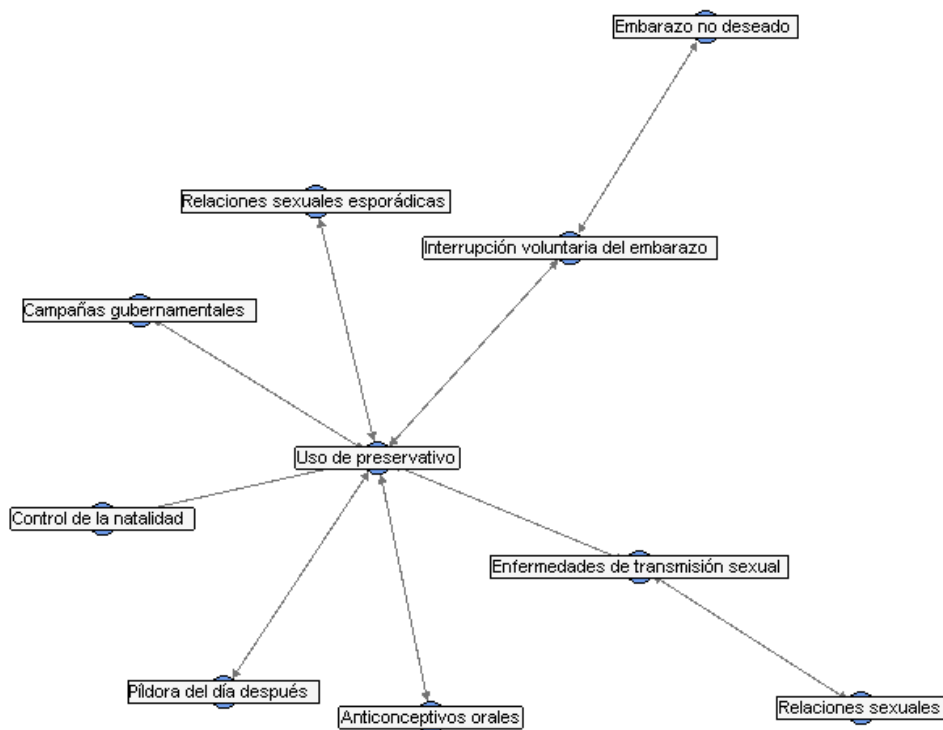 Embarazo no deseado
Relaciones sexuales esporádicas
Interrupción voluntaria del embarazo
Campañas gubernamentales
Uso de preservativo
Control de la natalidad
Enfermedades de transmisión sexual
Píldora del día después
Anticonceptivos orales
Relaciones sexuales